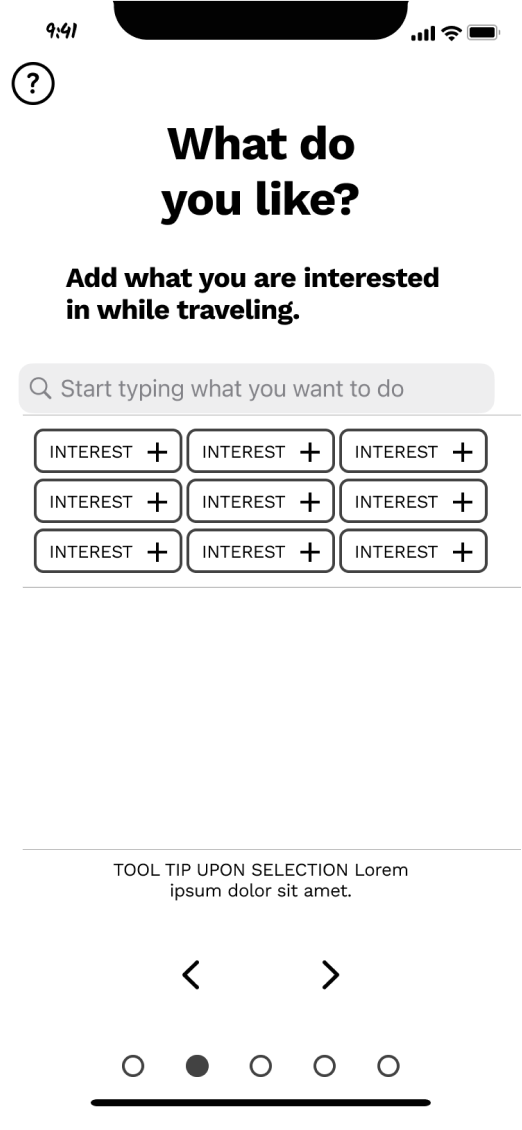 9:41
?
What do
you like?
Add what you are interested
in while traveling.
Start typing what you want to do
INTEREST + INTEREST + INTEREST +
INTEREST + INTEREST + INTEREST +
INTEREST + INTEREST + INTEREST +
TOOL TIP UPON SELECTION Lorem
ipsum dolor sit amet.